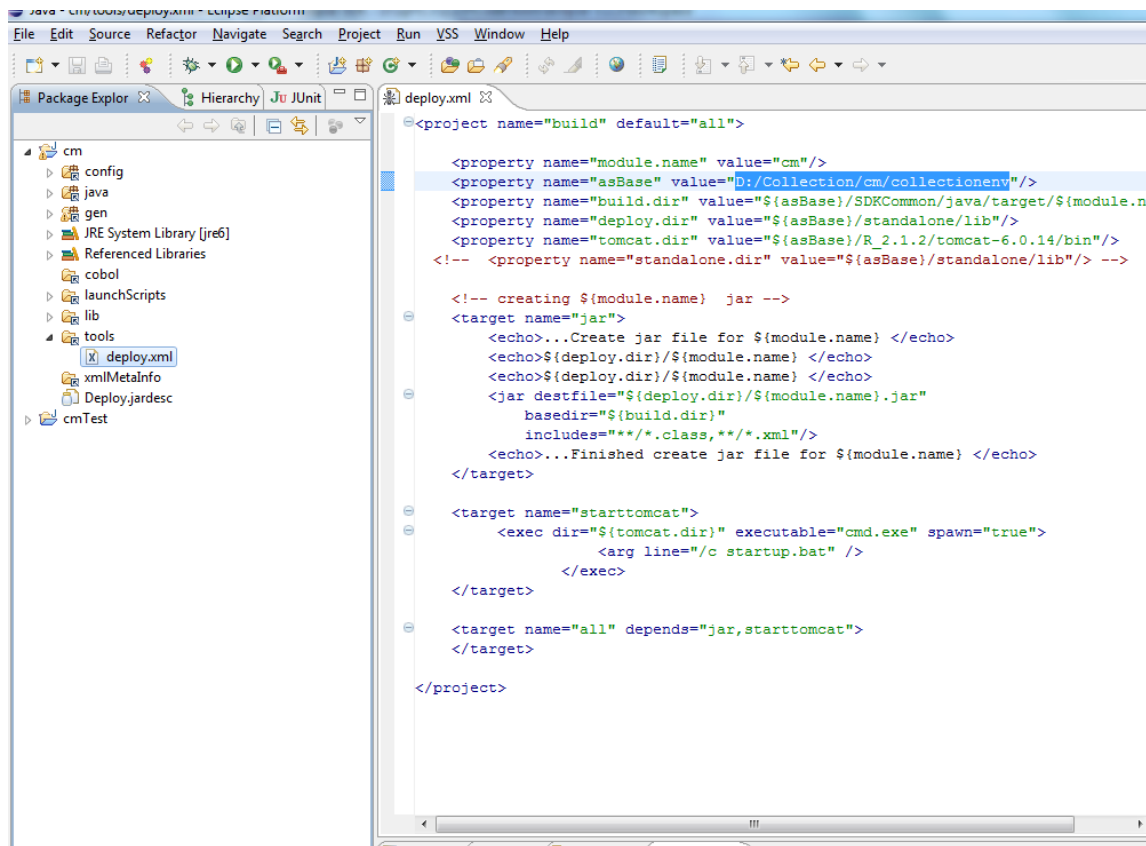 Java - cm/tools/deploy.xml - Eclipse Platform
File Edit Source Refactor Navigate Search Project Run VSS Window Help
Package Explor Hierarchy Ju JUnit
deploy.xml
cm
config
java
gen
JRE System Library [jre6]
Referenced Libraries
cobol
launchScripts
lib
tools
deploy.xml
xmlMetaInfo
Deploy.jardesc
cmTest
<project name="build" default="all">
<property name="module.name" value="cm"/>
<property name="asBase" value="D:/Collection/cm/collectionenv"/>
<property name="build.dir" value="${asBase}/SDKCommon/java/target/${module.n
<property name="deploy.dir" value="${asBase}/standalone/lib"/>
<property name="tomcat.dir" value="${asBase}/R_2.1.2/tomcat-6.0.14/bin"/>
<!-- <property name="standalone.dir" value="${asBase}/standalone/lib"/> -->
<!-- creating ${module.name} jar -->
<target name="jar">
<echo>...Create jar file for ${module.name} </echo>
<echo>${deploy.dir}/${module.name} </echo>
<echo>${deploy.dir}/${module.name} </echo>
<jar destfile="${deploy.dir}/${module.name}.jar"
basedir="${build.dir}"
includes="**/*.class,**/*.xml"/>
<echo>...Finished create jar file for ${module.name} </echo>
</target>
<target name="starttomcat">
<exec dir="${tomcat.dir}" executable="cmd.exe" spawn="true">
<arg line="/c startup.bat" />
</exec>
</target>
<target name="all" depends="jar,starttomcat">
</target>
</project>